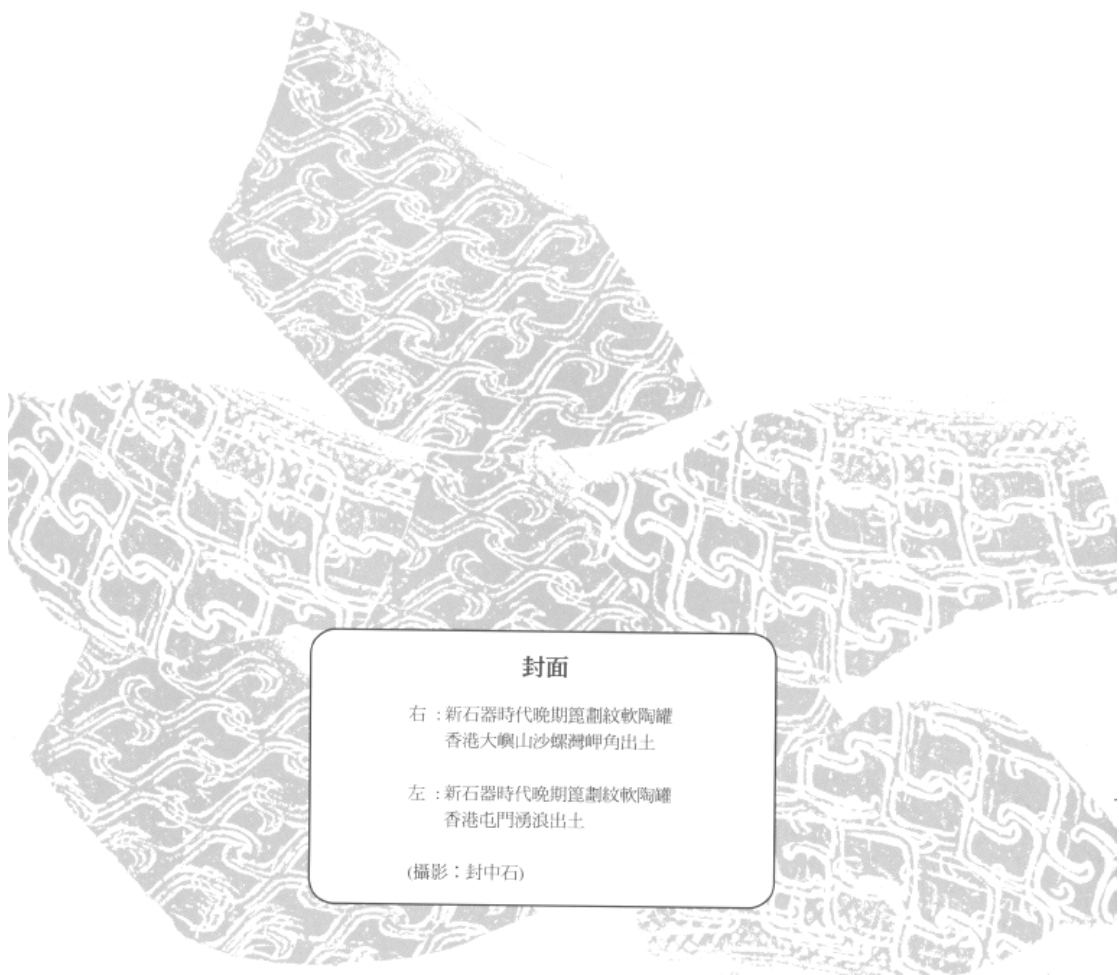 封面
右：新石器時代晚期篦劃紋軟陶罐
香港大嶼山沙螺灣岬角出土
左：新石器時代晚期篦劃紋軟陶罐
香港屯門湧浪出土
(攝影：封中石)